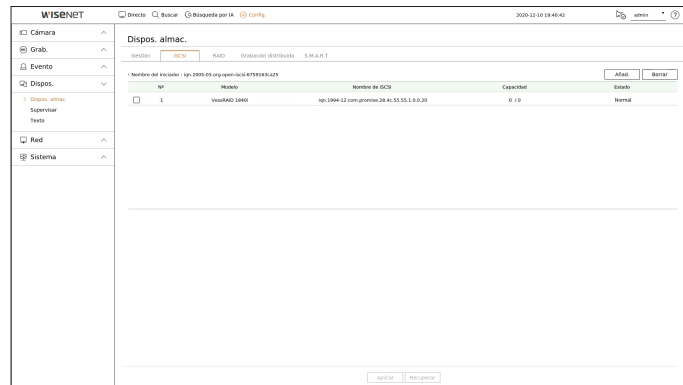 WISENET
Directo Buscar Búsqueda por IA Config. 2020-12-10 19:46:42 admin ?
Cámara
Grab.
Evento
Dispos.
> Dispos. almac.
Supervisar
Texto
Red
Sistema
Dispos. almac.
Gestión iSCSI RAID Grabación distribuida S.M.A.R.T
• Nombre del iniciador : iqn.2005-03.org.open-iscsi-6759163ca25 Añad. Borrar
Nº Modelo Nombre de iSCSI Capacidad Estado
1 VessRAID 1840i iqn.1994-12.com.promise.28.4c.55.55.1.0.0.20 0 / 0 Normal
Aplicar Recuperar